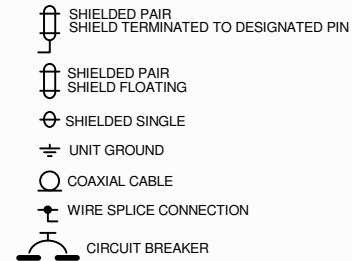 SHIELDED PAIR
SHIELD TERMINATED TO DESIGNATED PIN
SHIELDED PAIR
SHIELD FLOATING
SHIELDED SINGLE
UNIT GROUND
COAXIAL CABLE
WIRE SPLICE CONNECTION
CIRCUIT BREAKER